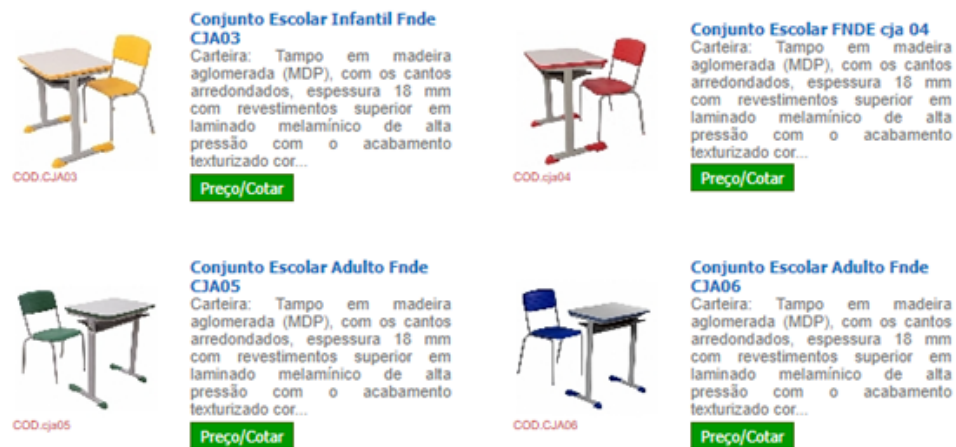 Conjunto Escolar Infantil Fnde
CJA03
Carteira: Tampo em madeira
aglomerada (MDP), com os cantos
arredondados, espessura 18 mm
com revestimentos superior em
laminado melamínico de alta
pressão com o acabamento
texturizado cor...
Preço/Cotar
COD.CJA03
Conjunto Escolar FNDE cja 04
Carteira: Tampo em madeira
aglomerada (MDP), com os cantos
arredondados, espessura 18 mm
com revestimentos superior em
laminado melamínico de alta
pressão com o acabamento
texturizado cor...
Preço/Cotar
COD.cja04
Conjunto Escolar Adulto Fnde
CJA05
Carteira: Tampo em madeira
aglomerada (MDP), com os cantos
arredondados, espessura 18 mm
com revestimentos superior em
laminado melamínico de alta
pressão com o acabamento
texturizado cor...
Preço/Cotar
COD.cja05
Conjunto Escolar Adulto Fnde
CJA06
Carteira: Tampo em madeira
aglomerada (MDP), com os cantos
arredondados, espessura 18 mm
com revestimentos superior em
laminado melamínico de alta
pressão com o acabamento
texturizado cor...
Preço/Cotar
COD.CJA06